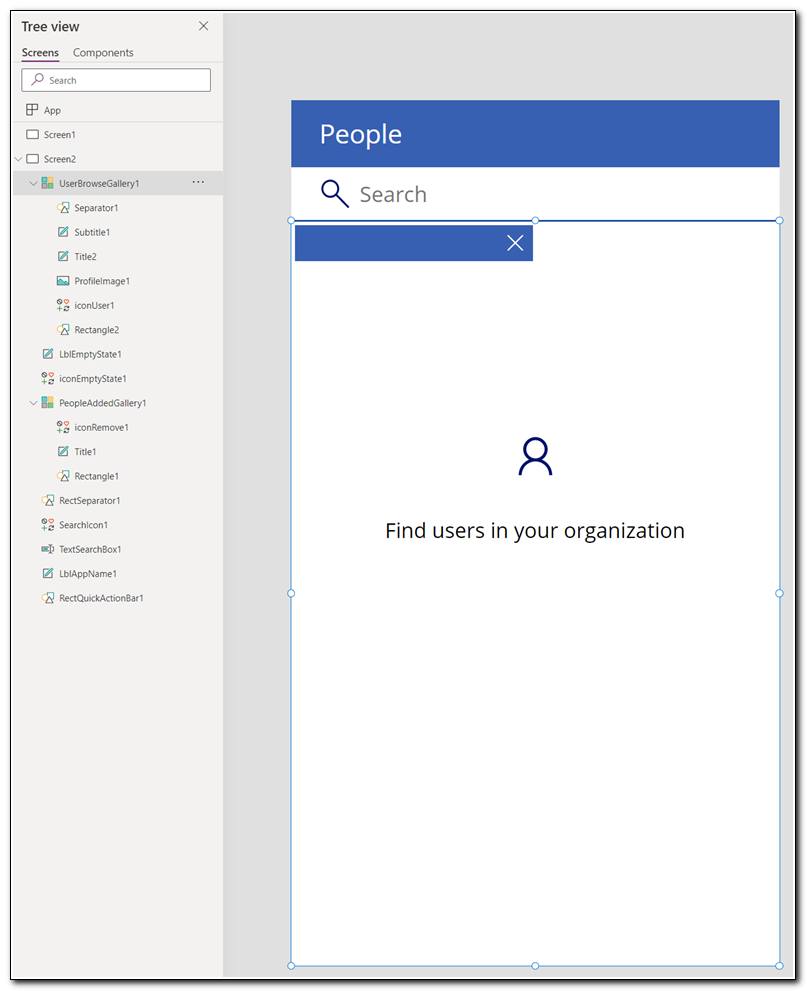 Tree view
Screens Components
Search
App
Screen1
Screen2
UserBrowseGallery1
Separator1
Subtitle1
Title2
ProfileImage1
iconUser1
Rectangle2
LblEmptyState1
iconEmptyState1
PeopleAddedGallery1
iconRemove1
Title1
Rectangle1
RectSeparator1
SearchIcon1
TextSearchBox1
LblAppName1
RectQuickActionBar1
People
Search
Find users in your organization